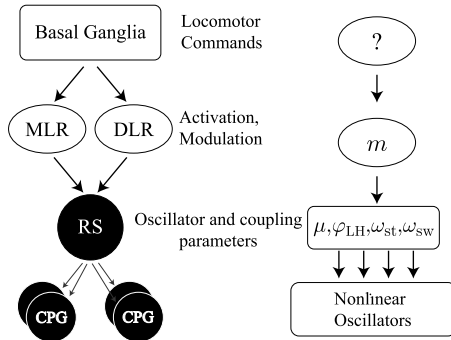 Basal Ganglia
Locomotor
Commands
?
MLR
DLR
Activation,
Modulation
m
RS
Oscillator and coupling
parameters
μ,φLH,ωst,ωsw
CPG
CPG
Nonlinear
Oscillators